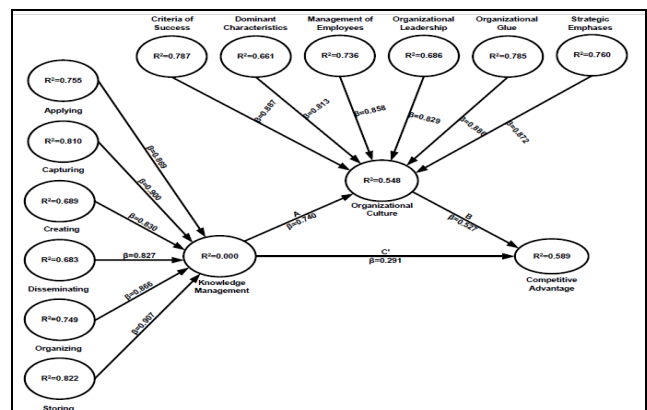 Criteria of
Success
Dominant
Characteristics
Management of
Employees
Organizational
Leadership
Organizational
Glue
Strategic
Emphases
R²=0.787
R²=0.661
R²=0.736
R²=0.686
R²=0.785
R²=0.760
R²=0.755
Applying
R²=0.810
Capturing
R²=0.689
Creating
R²=0.683
Disseminating
R²=0.749
Organizing
R²=0.822
Storing
β=0.887
β=0.813
β=0.858
β=0.829
β=0.886
β=0.872
β=0.869
β=0.900
β=0.830
β=0.827
β=0.866
β=0.907
R²=0.548
Organizational
Culture
A
β=0.740
B
β=0.527
R²=0.000
Knowledge
Management
C'
β=0.291
R²=0.589
Competitive
Advantage